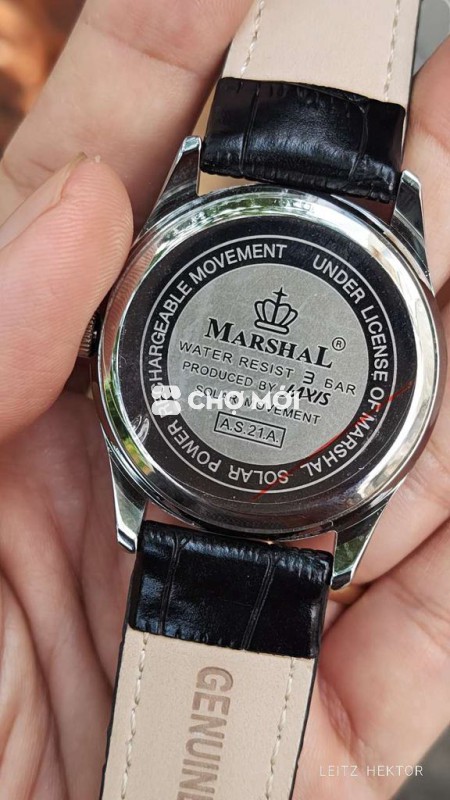 UNDER LICENSE OF MARSHAL
SOLAR POWER
CHARGEABLE MOVEMENT
MARSHAL ®
WATER RESIST 3 BAR
PRODUCED BY
SOLAR MOVEMENT
A.S.21.A.
CHỢ MỚI
GENUINE
LEITZ HEKTOR